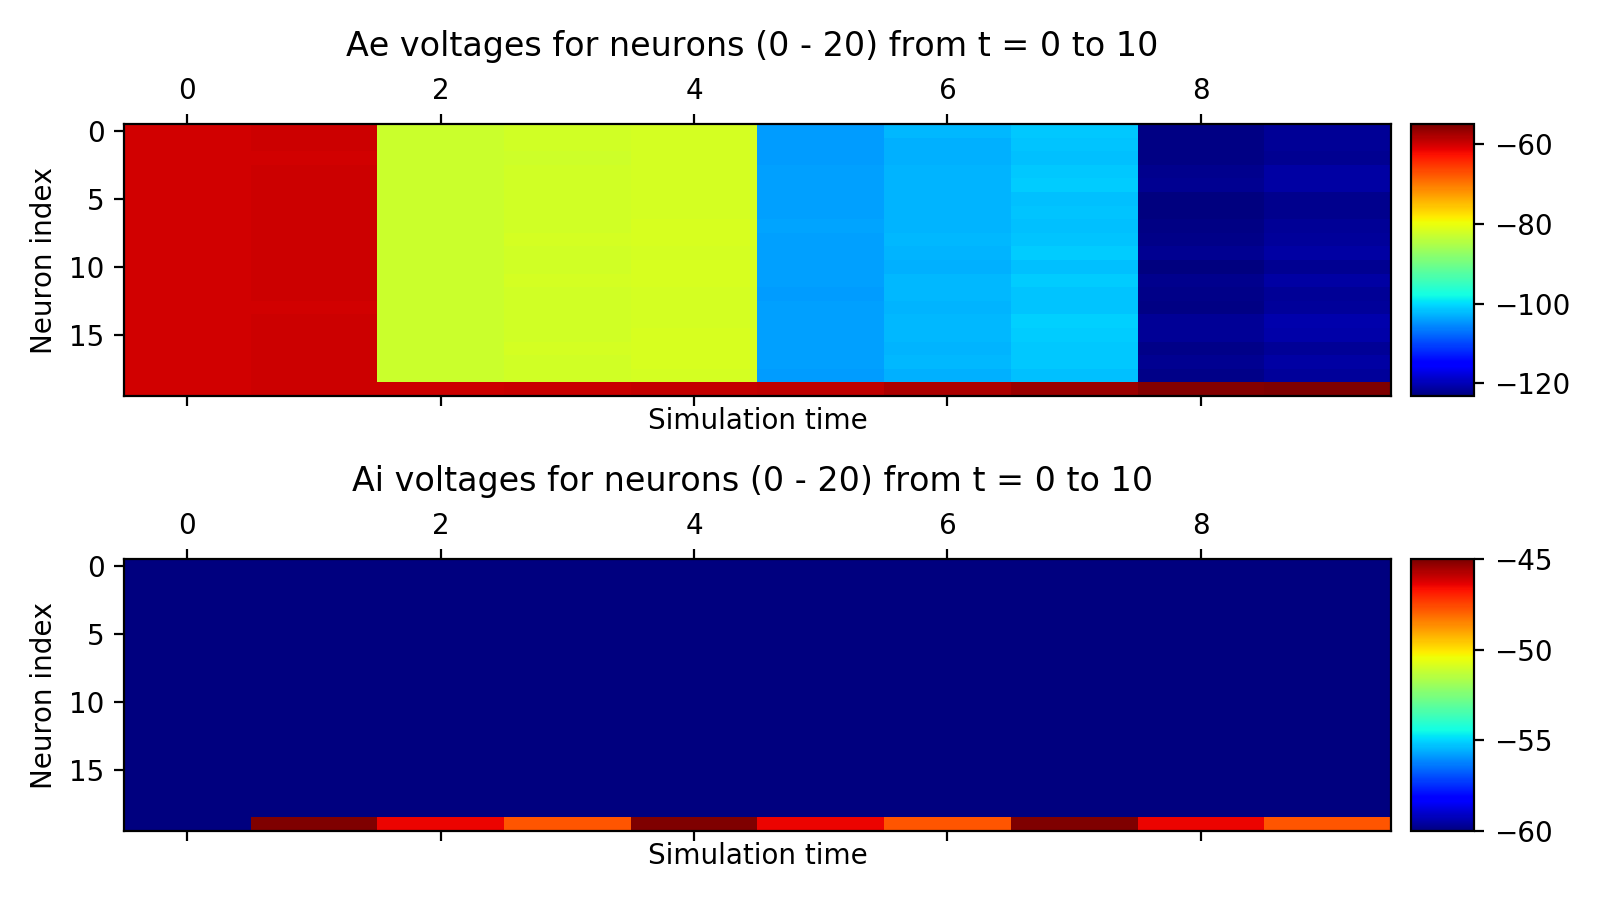 Ae voltages for neurons (0 - 20) from t = 0 to 10
0 2 4 6 8
Neuron index
0
5
10
15
Simulation time
−60
−80
−100
−120
Ai voltages for neurons (0 - 20) from t = 0 to 10
0 2 4 6 8
Neuron index
0
5
10
15
Simulation time
−45
−50
−55
−60